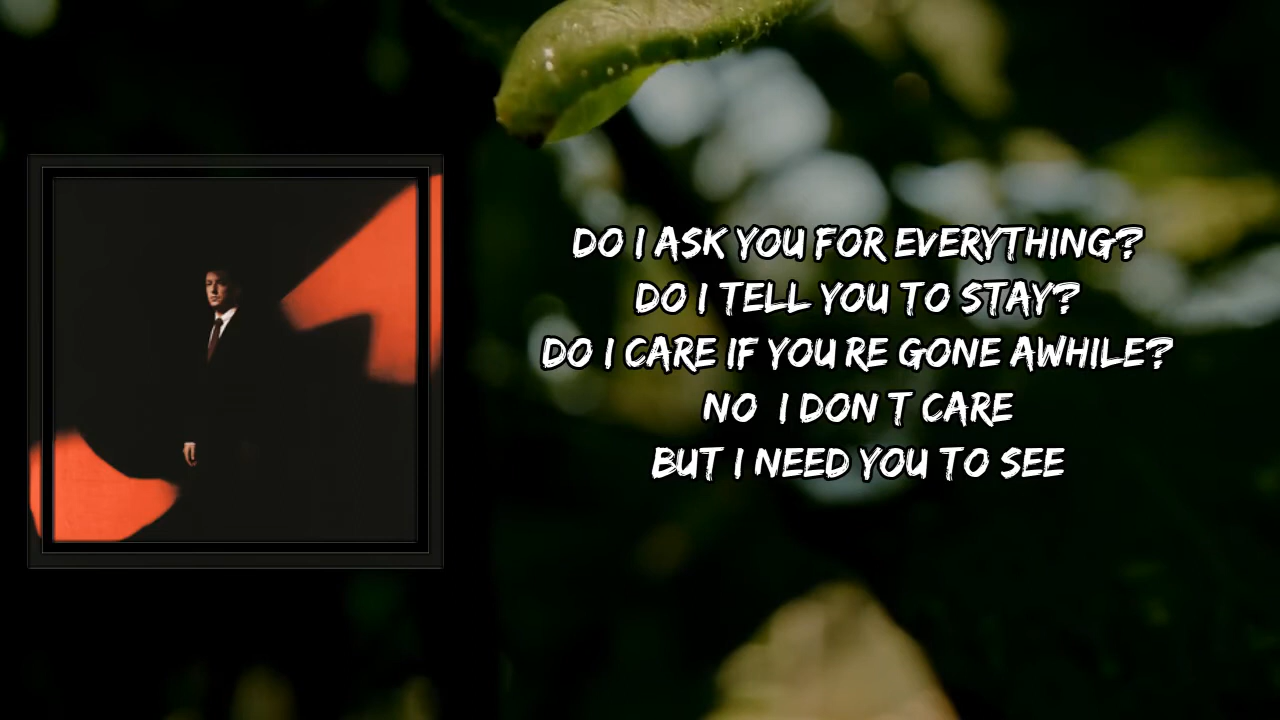 DO I ASK YOU FOR EVERYTHING?
DO I TELL YOU TO STAY?
DO I CARE IF YOU RE GONE AWHILE?
NO I DON T CARE
BUT I NEED YOU TO SEE